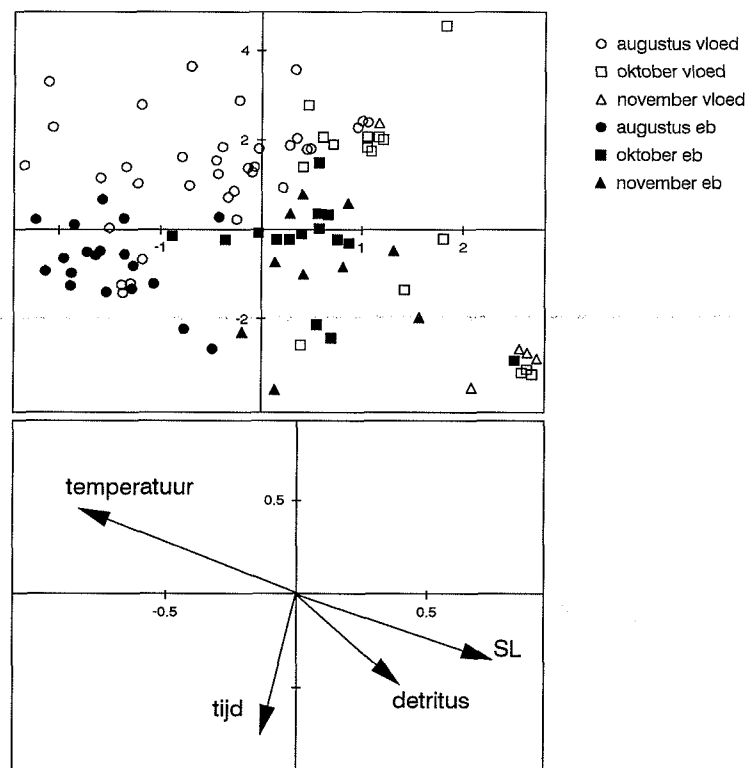 4
2
-1
1
2
-2
augustus vloed
oktober vloed
november vloed
augustus eb
oktober eb
november eb
temperatuur
0.5
-0.5
0.5
SL
detritus
tijd